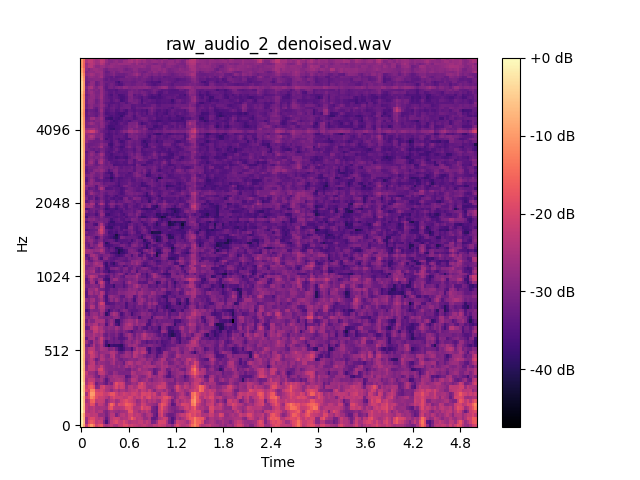 raw_audio_2_denoised.wav
Hz
4096
2048
1024
512
0
0 0.6 1.2 1.8 2.4 3 3.6 4.2 4.8
Time
+0 dB
-10 dB
-20 dB
-30 dB
-40 dB